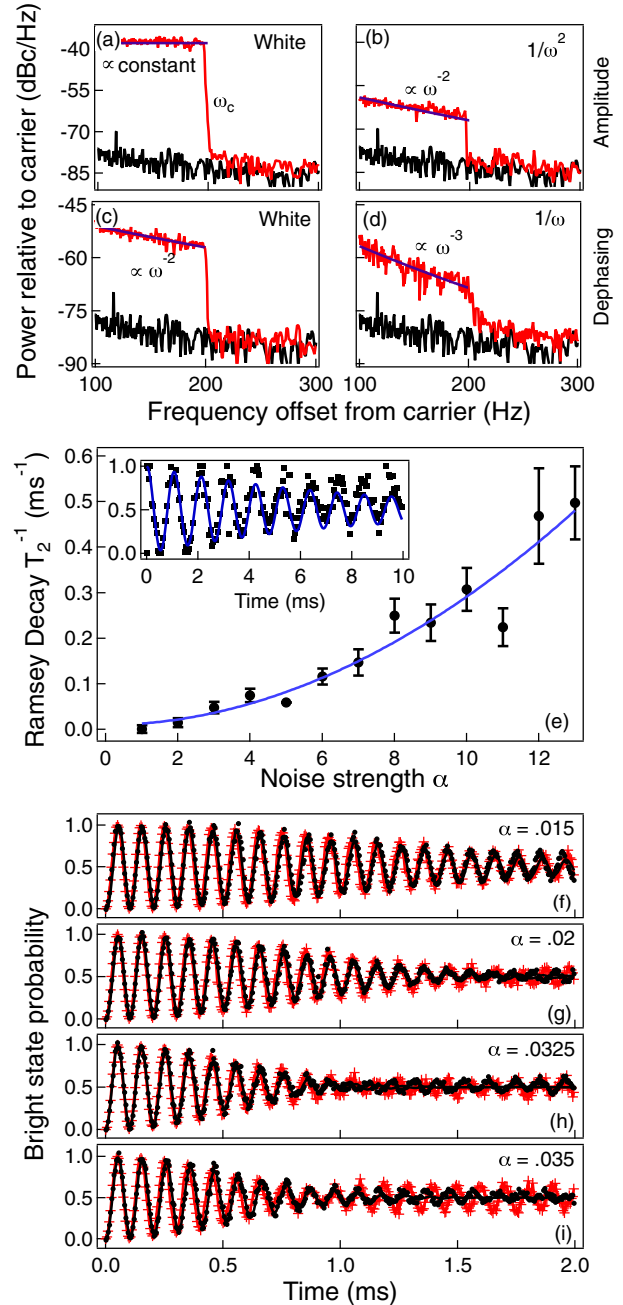 Power relative to carrier (dBc/Hz)
-40
-55
-70
-85
(a)
White
∝ constant
ω_c
(b)
1/ω²
∝ ω⁻²
Amplitude
-45
-60
-75
-90
(c)
White
∝ ω⁻²
(d)
1/ω
∝ ω⁻³
Dephasing
100
200
300
100
200
300
Frequency offset from carrier (Hz)
Ramsey Decay T₂⁻¹ (ms⁻¹)
0.6
0.5
0.4
0.3
0.2
0.1
0.0
1.0
0.5
0.0
0
2
4
6
8
10
Time (ms)
(e)
0
2
4
6
8
10
12
Noise strength α
Bright state probability
1.0
0.5
0.0
α = .015
(f)
1.0
0.5
0.0
α = .02
(g)
1.0
0.5
0.0
α = .0325
(h)
1.0
0.5
0.0
α = .035
(i)
0.0
0.5
1.0
1.5
2.0
Time (ms)